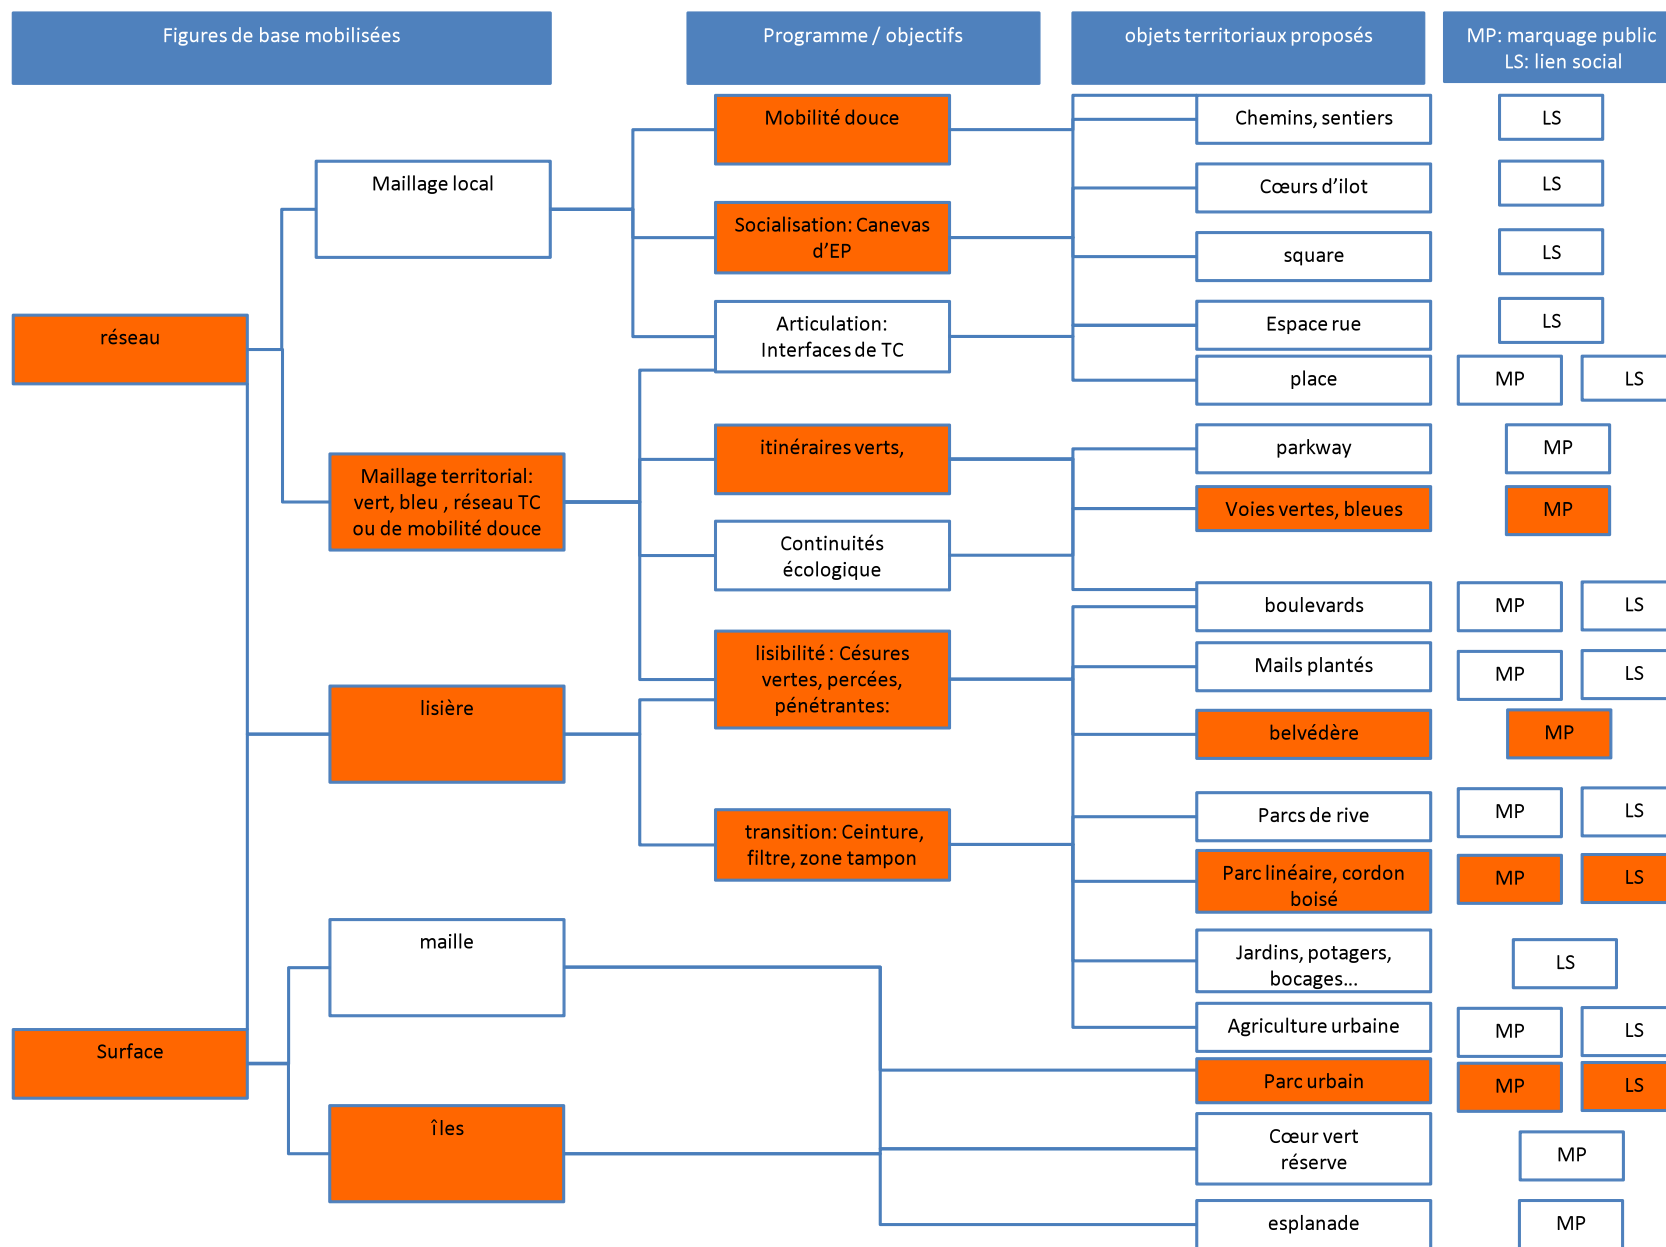 Figures de base mobilisées
Programme / objectifs
objets territoriaux proposés
MP: marquage public
LS: lien social
Mobilité douce
Chemins, sentiers
LS
Maillage local
Cœurs d’ilot
LS
Socialisation: Canevas
d’EP
square
LS
réseau
Articulation:
Interfaces de TC
Espace rue
LS
place
MP
LS
Maillage territorial:
vert, bleu , réseau TC
ou de mobilité douce
itinéraires verts,
parkway
MP
Voies vertes, bleues
MP
Continuités
écologique
boulevards
MP
LS
lisière
lisibilité : Césures
vertes, percées,
pénétrantes:
Mails plantés
MP
LS
belvédère
MP
transition: Ceinture,
filtre, zone tampon
Parcs de rive
MP
LS
Parc linéaire, cordon
boisé
MP
LS
maille
Jardins, potagers,
bocages...
LS
Surface
Agriculture urbaine
MP
LS
Parc urbain
MP
LS
îles
Cœur vert
réserve
MP
esplanade
MP